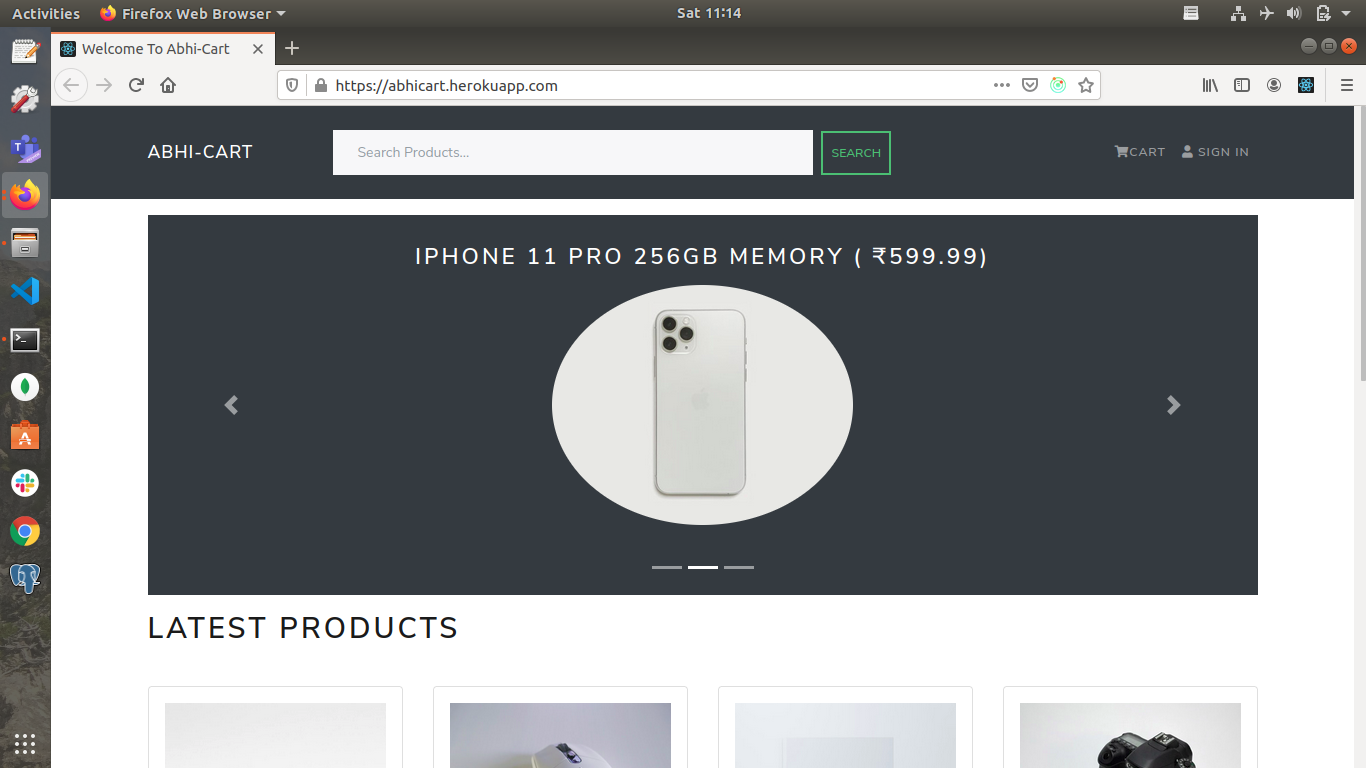 Activities
Firefox Web Browser
Sat 11:14
Welcome To Abhi-Cart
https://abhicart.herokuapp.com
ABHI-CART
Search Products...
SEARCH
CART
SIGN IN
IPHONE 11 PRO 256GB MEMORY ( ₹599.99)
LATEST PRODUCTS